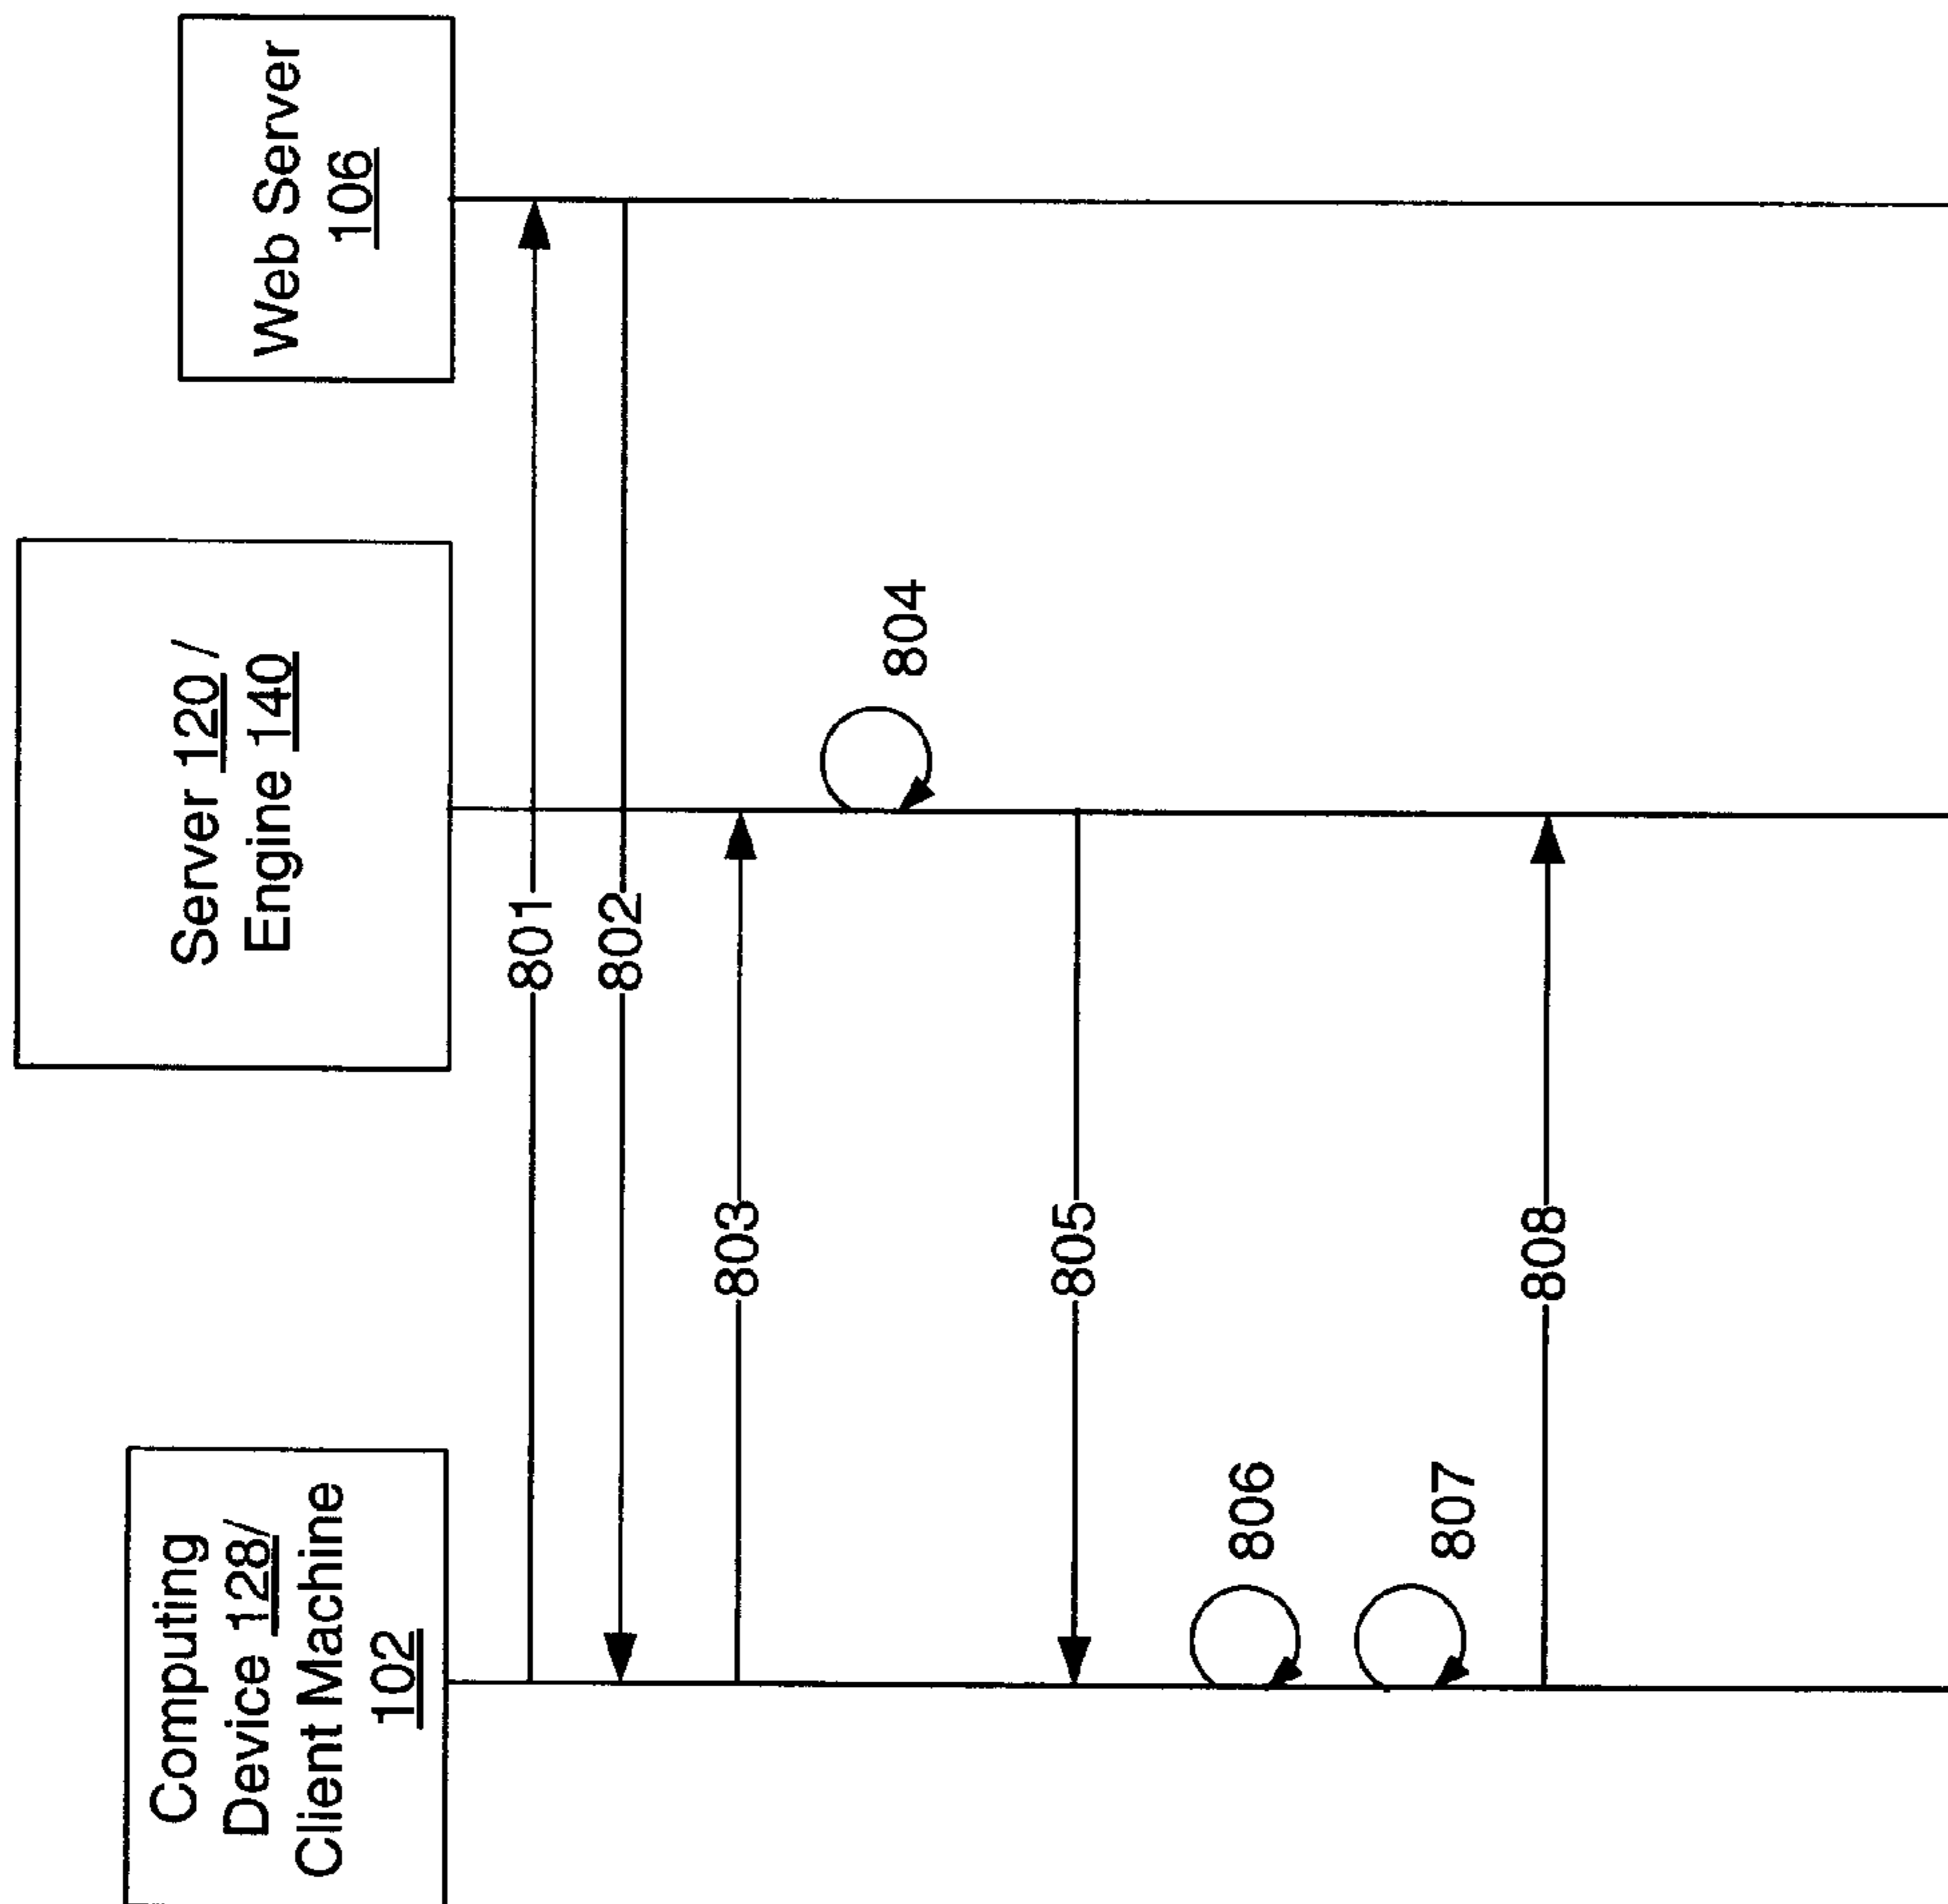 Computing
Device 128/
Client Machine
102
Server 120 /
Engine 140
Web Server
106
801
802
803
804
805
806
807
808